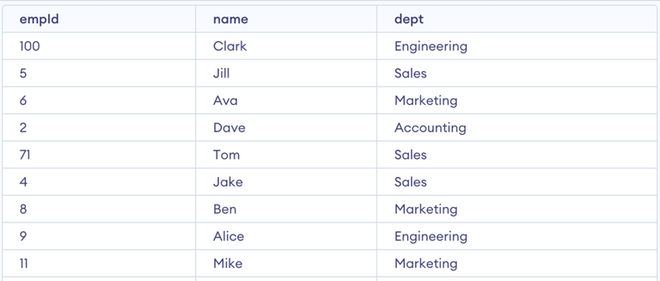 empId name dept
100 Clark Engineering
5 Jill Sales
6 Ava Marketing
2 Dave Accounting
71 Tom Sales
4 Jake Sales
8 Ben Marketing
9 Alice Engineering
11 Mike Marketing